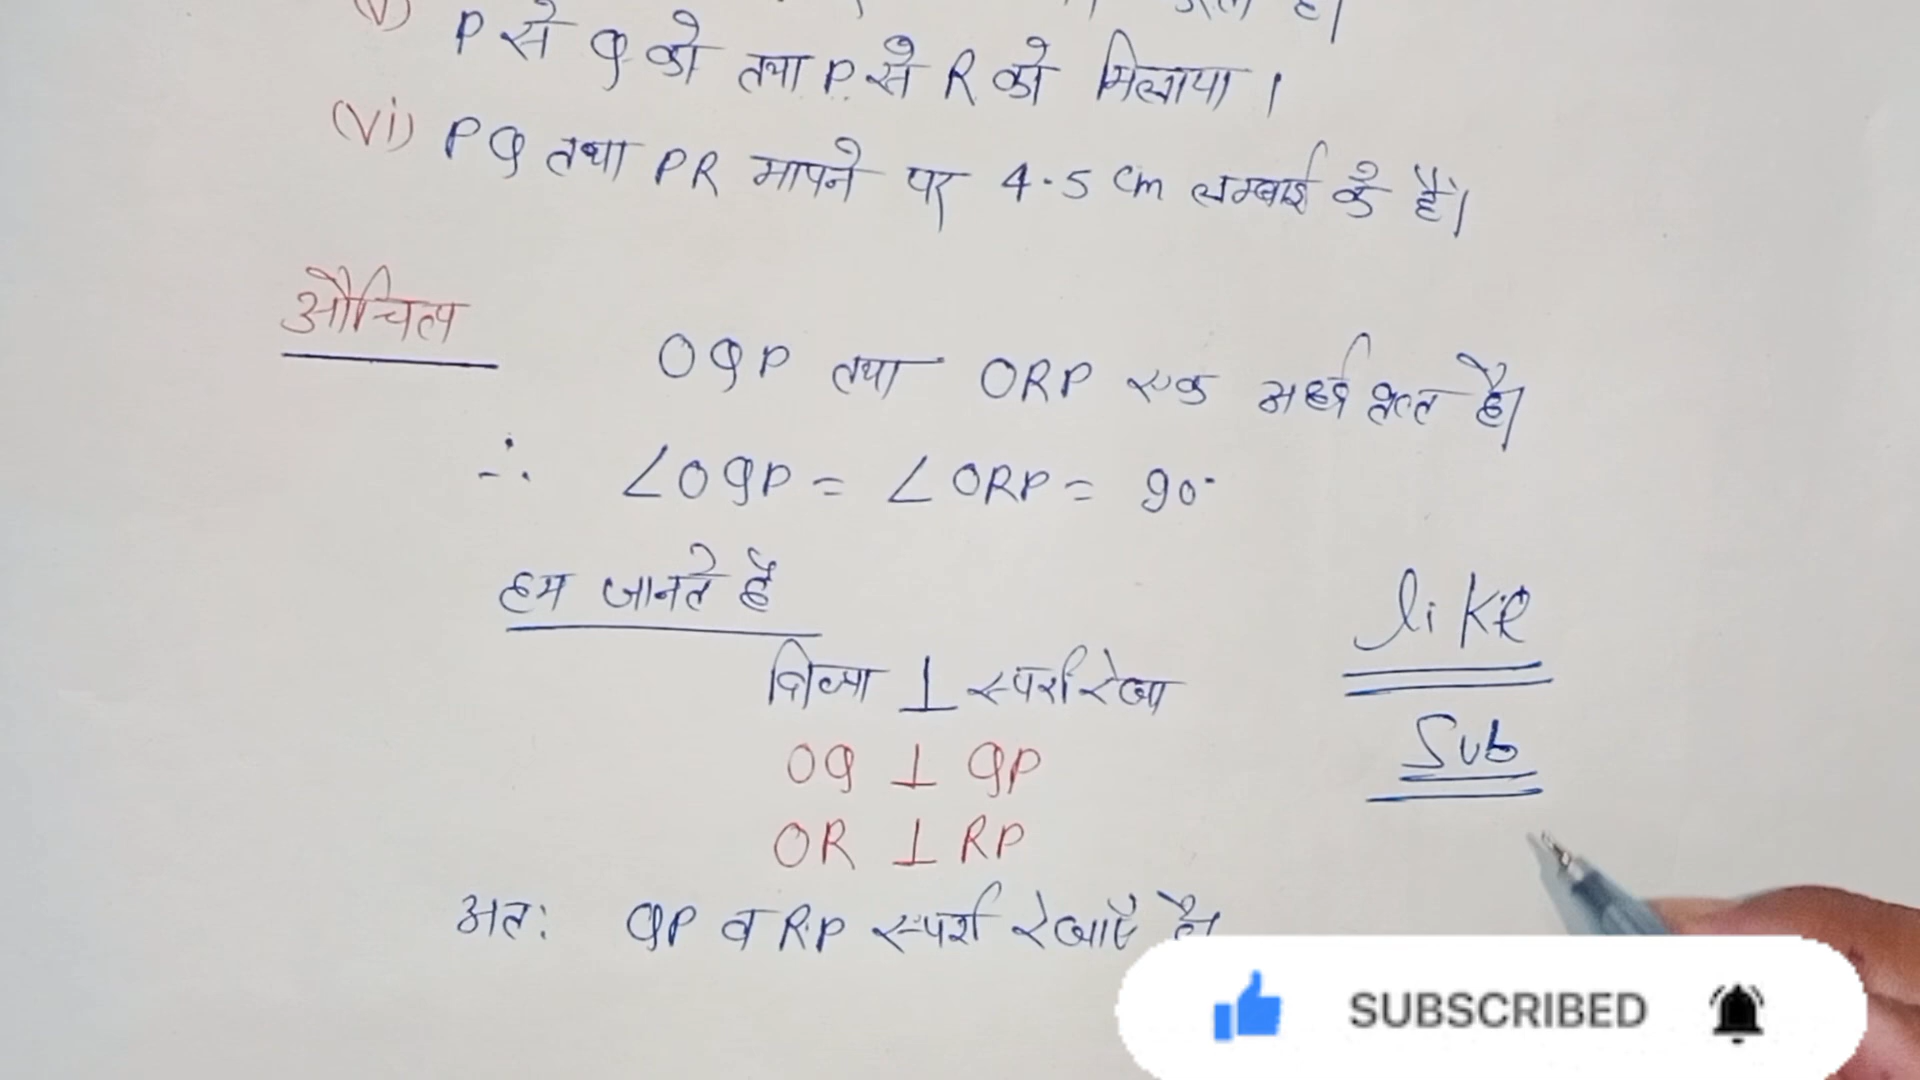 (v) P से Q को तथा P से R को मिलाया।
(vi) PQ तथा PR मापने पर 4.5 cm लम्बाई के हैं।
औचित्य
OQP तथा ORP एक अर्द्धवृत्त है।
∴ ∠OQP = ∠ORP = 90°
हम जानते हैं
त्रिज्या ⊥ स्पर्श रेखा
OQ ⊥ QP
OR ⊥ RP
अतः QP व RP स्पर्श रेखाएँ हैं।
like
Sub
SUBSCRIBED